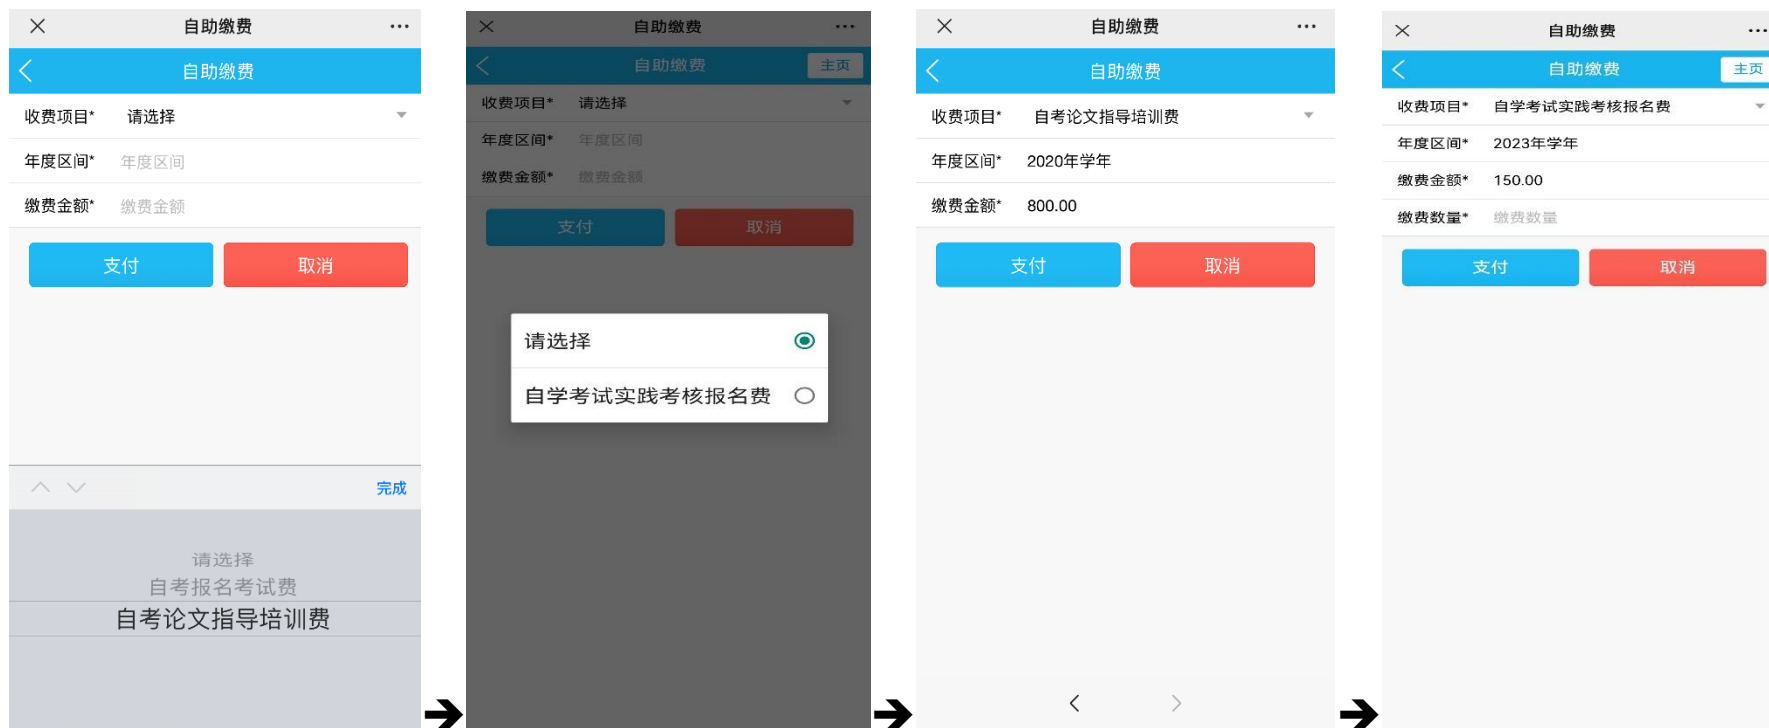 自助缴费
自助缴费
收费项目* 请选择
年度区间* 年度区间
缴费金额* 缴费金额
支付 取消
完成
请选择
自考报名考试费
自考论文指导培训费
自助缴费
自助缴费 主页
收费项目* 请选择
年度区间* 年度区间
缴费金额* 缴费金额
支付 取消
请选择
自学考试实践考核报名费
自助缴费
自助缴费
收费项目* 自考论文指导培训费
年度区间* 2020年学年
缴费金额* 800.00
支付 取消
自助缴费
自助缴费 主页
收费项目* 自学考试实践考核报名费
年度区间* 2023年学年
缴费金额* 150.00
缴费数量* 缴费数量
支付 取消